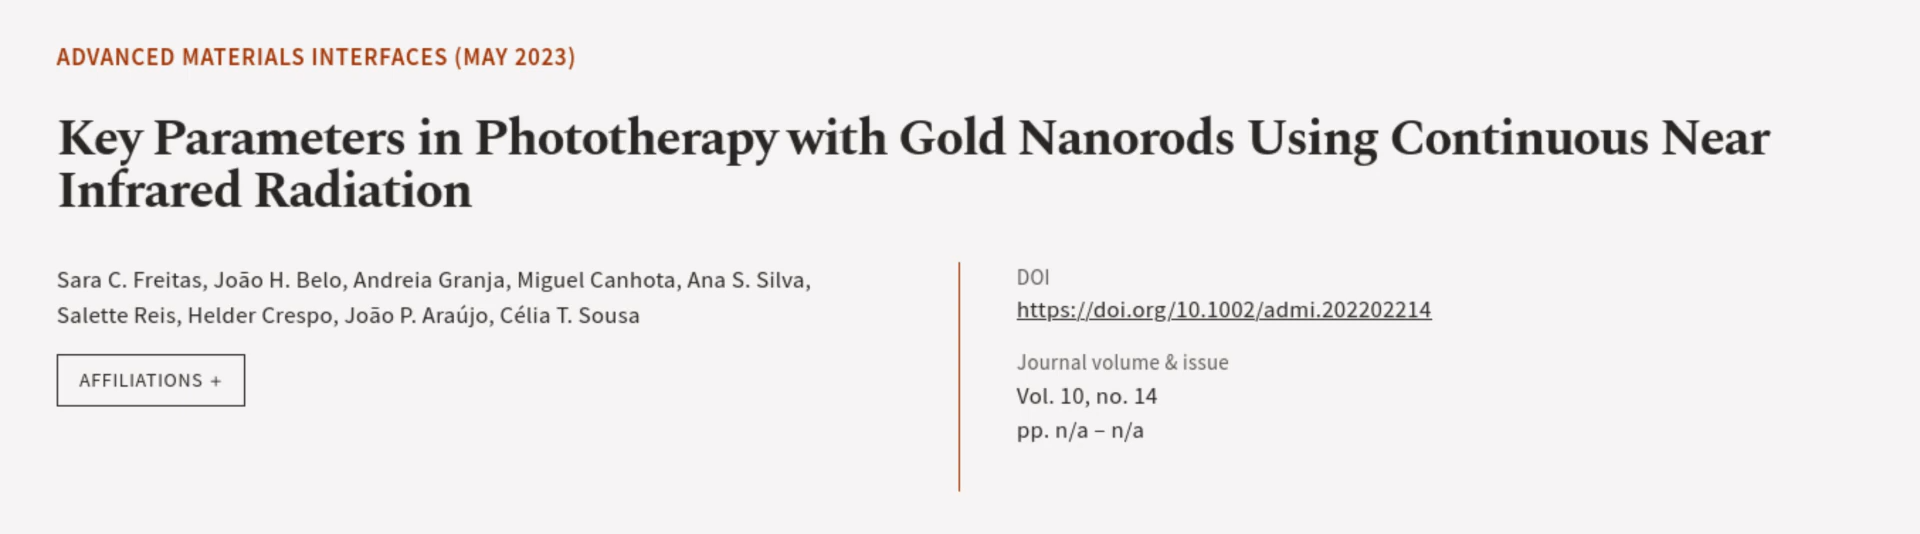 ADVANCED MATERIALS INTERFACES (MAY 2023)
Key Parameters in Phototherapy with Gold Nanorods Using Continuous Near
Infrared Radiation
Sara C. Freitas, João H. Belo, Andreia Granja, Miguel Canhota, Ana S. Silva,
Salette Reis, Helder Crespo, João P. Araújo, Célia T. Sousa
AFFILIATIONS +
DOI
https://doi.org/10.1002/admi.202202214
Journal volume & issue
Vol. 10, no. 14
pp. n/a – n/a